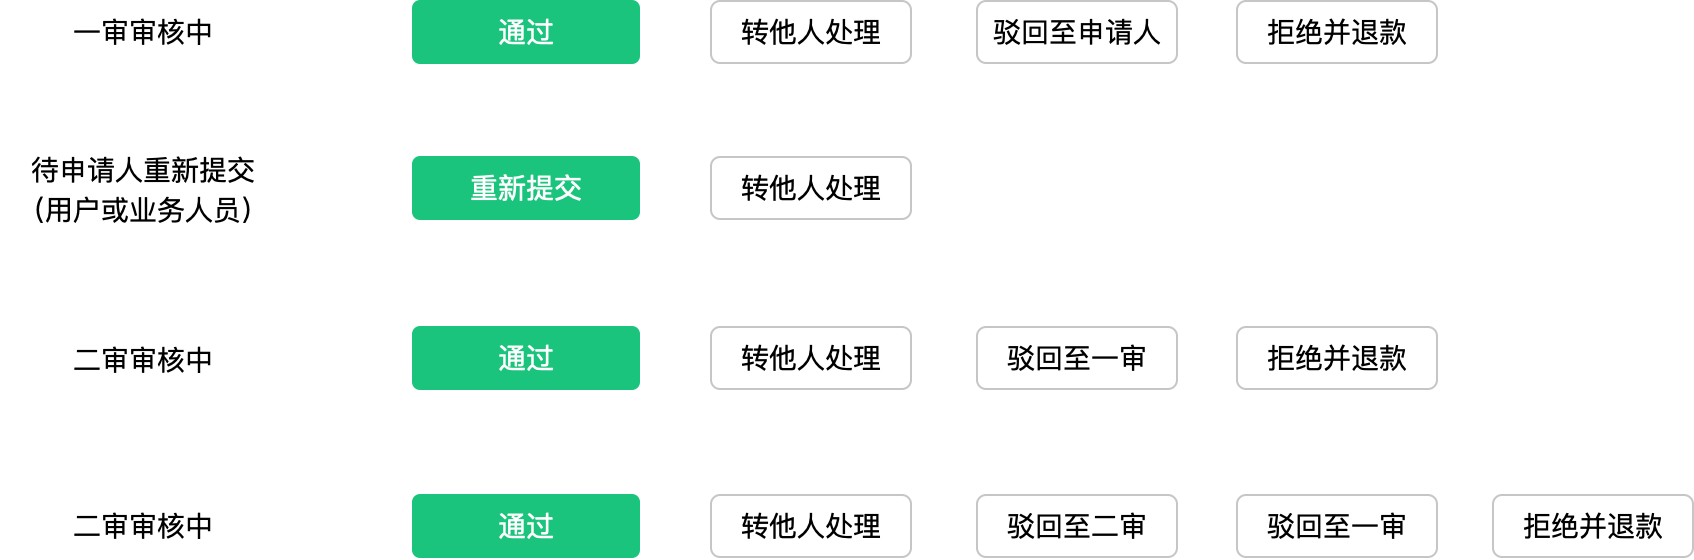 一审审核中 通过 转他人处理 驳回至申请人 拒绝并退款
待申请人重新提交
(用户或业务人员) 重新提交 转他人处理
二审审核中 通过 转他人处理 驳回至一审 拒绝并退款
二审审核中 通过 转他人处理 驳回至二审 驳回至一审 拒绝并退款